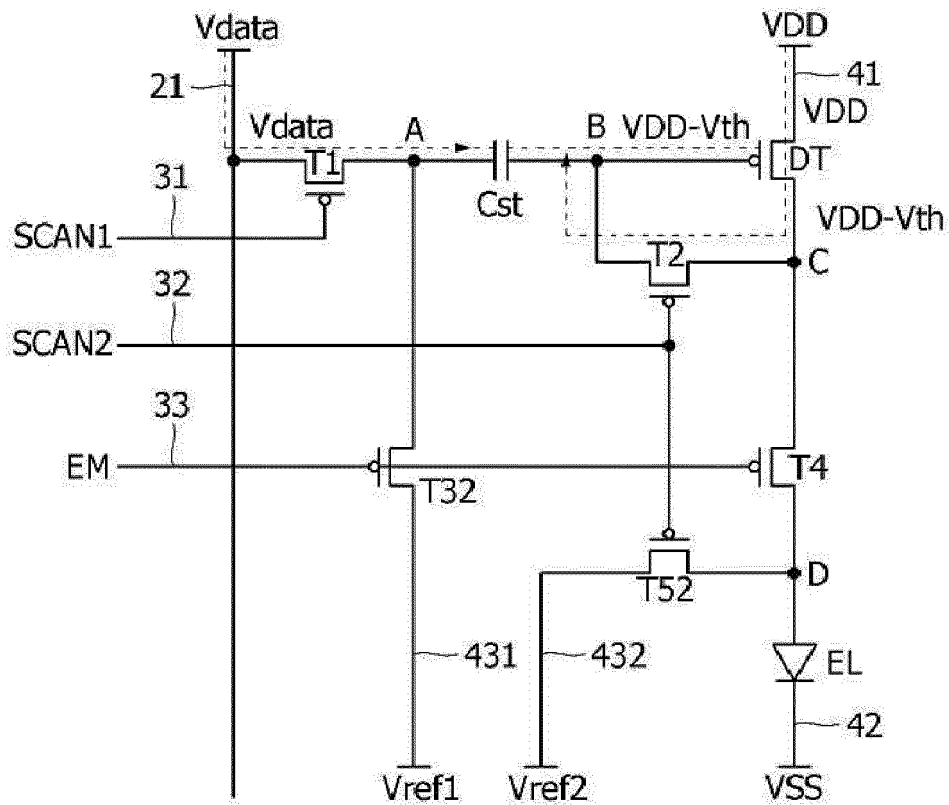 Vdata
VDD
21
41
Vdata
A
B
VDD-Vth
VDD
T1
DT
31
Cst
SCAN1
VDD-Vth
T2
C
32
SCAN2
33
EM
T32
T4
T52
D
431
432
EL
42
Vref1
Vref2
VSS